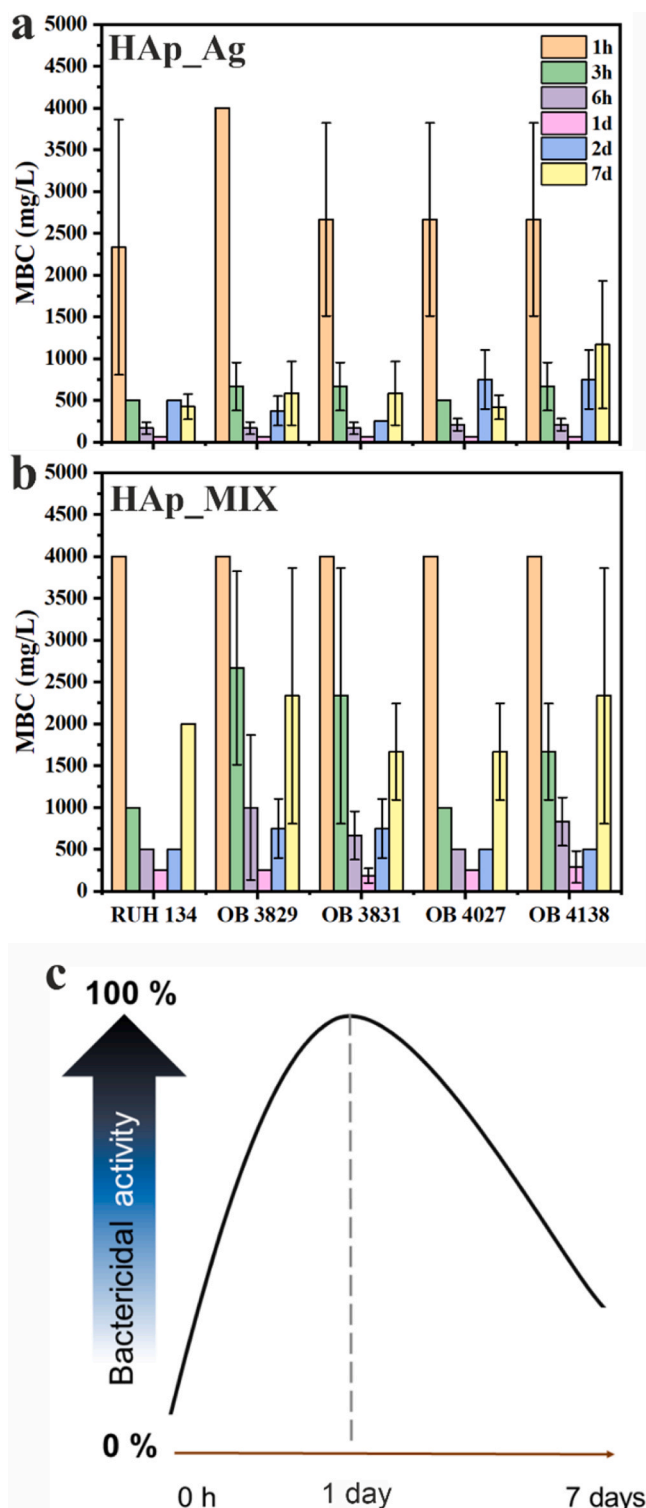 a
HAp_Ag
5000
4500
4000
3500
3000
2500
2000
1500
1000
500
0
MBC (mg/L)
1h
3h
6h
1d
2d
7d
b
HAp_MIX
5000
4500
4000
3500
3000
2500
2000
1500
1000
500
0
MBC (mg/L)
RUH 134 OB 3829 OB 3831 OB 4027 OB 4138
c
100 %
Bactericidal activity
0 %
0 h 1 day 7 days